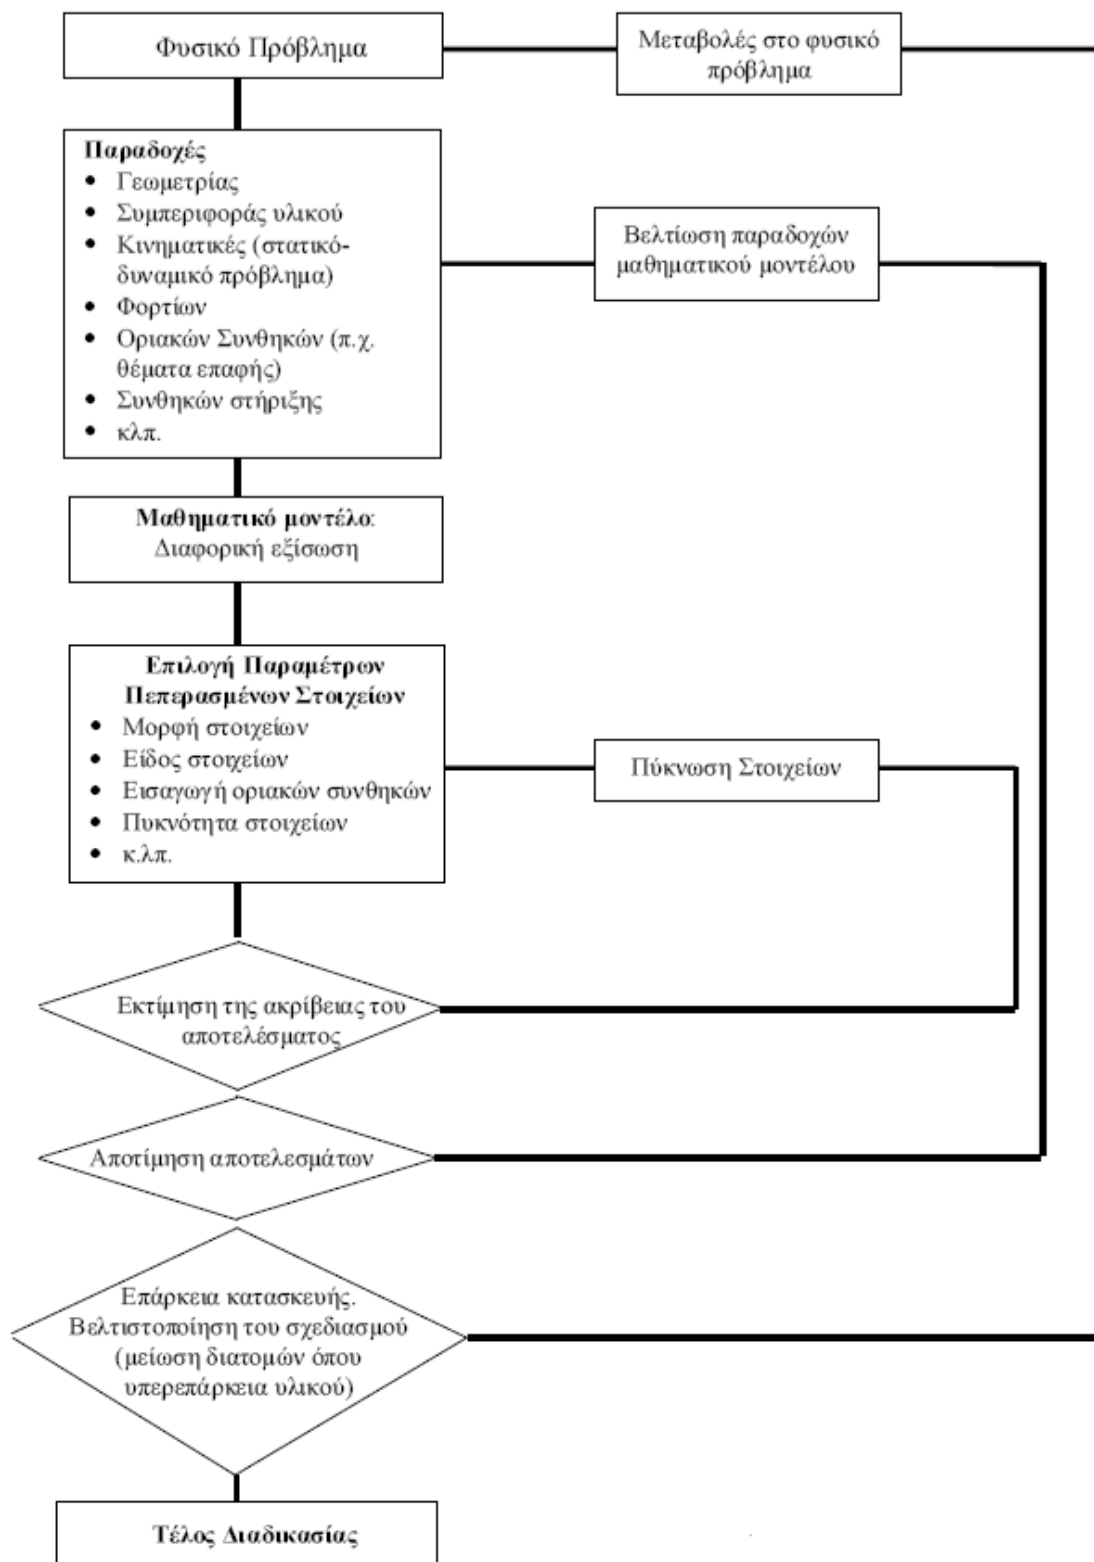 Φυσικό Πρόβλημα
Μεταβολές στο φυσικό
πρόβλημα
Παραδοχές
• Γεωμετρίας
• Συμπεριφοράς υλικού
• Κινηματικές (στατικό-
δυναμικό πρόβλημα)
• Φορτίων
• Οριακών Συνθηκών (π.χ.
θέματα επαφής)
• Συνθηκών στήριξης
• κλπ.
Βελτίωση παραδοχών
μαθηματικού μοντέλου
Μαθηματικό μοντέλο:
Διαφορική εξίσωση
Επιλογή Παραμέτρων
Πεπερασμένων Στοιχείων
• Μορφή στοιχείων
• Είδος στοιχείων
• Εισαγωγή οριακών συνθηκών
• Πυκνότητα στοιχείων
• κ.λπ.
Πύκνωση Στοιχείων
Εκτίμηση της ακρίβειας του
αποτελέσματος
Αποτίμηση αποτελεσμάτων
Επάρκεια κατασκευής.
Βελτιστοποίηση του σχεδιασμού
(μείωση διατομών όπου
υπερεπάρκεια υλικού)
Τέλος Διαδικασίας